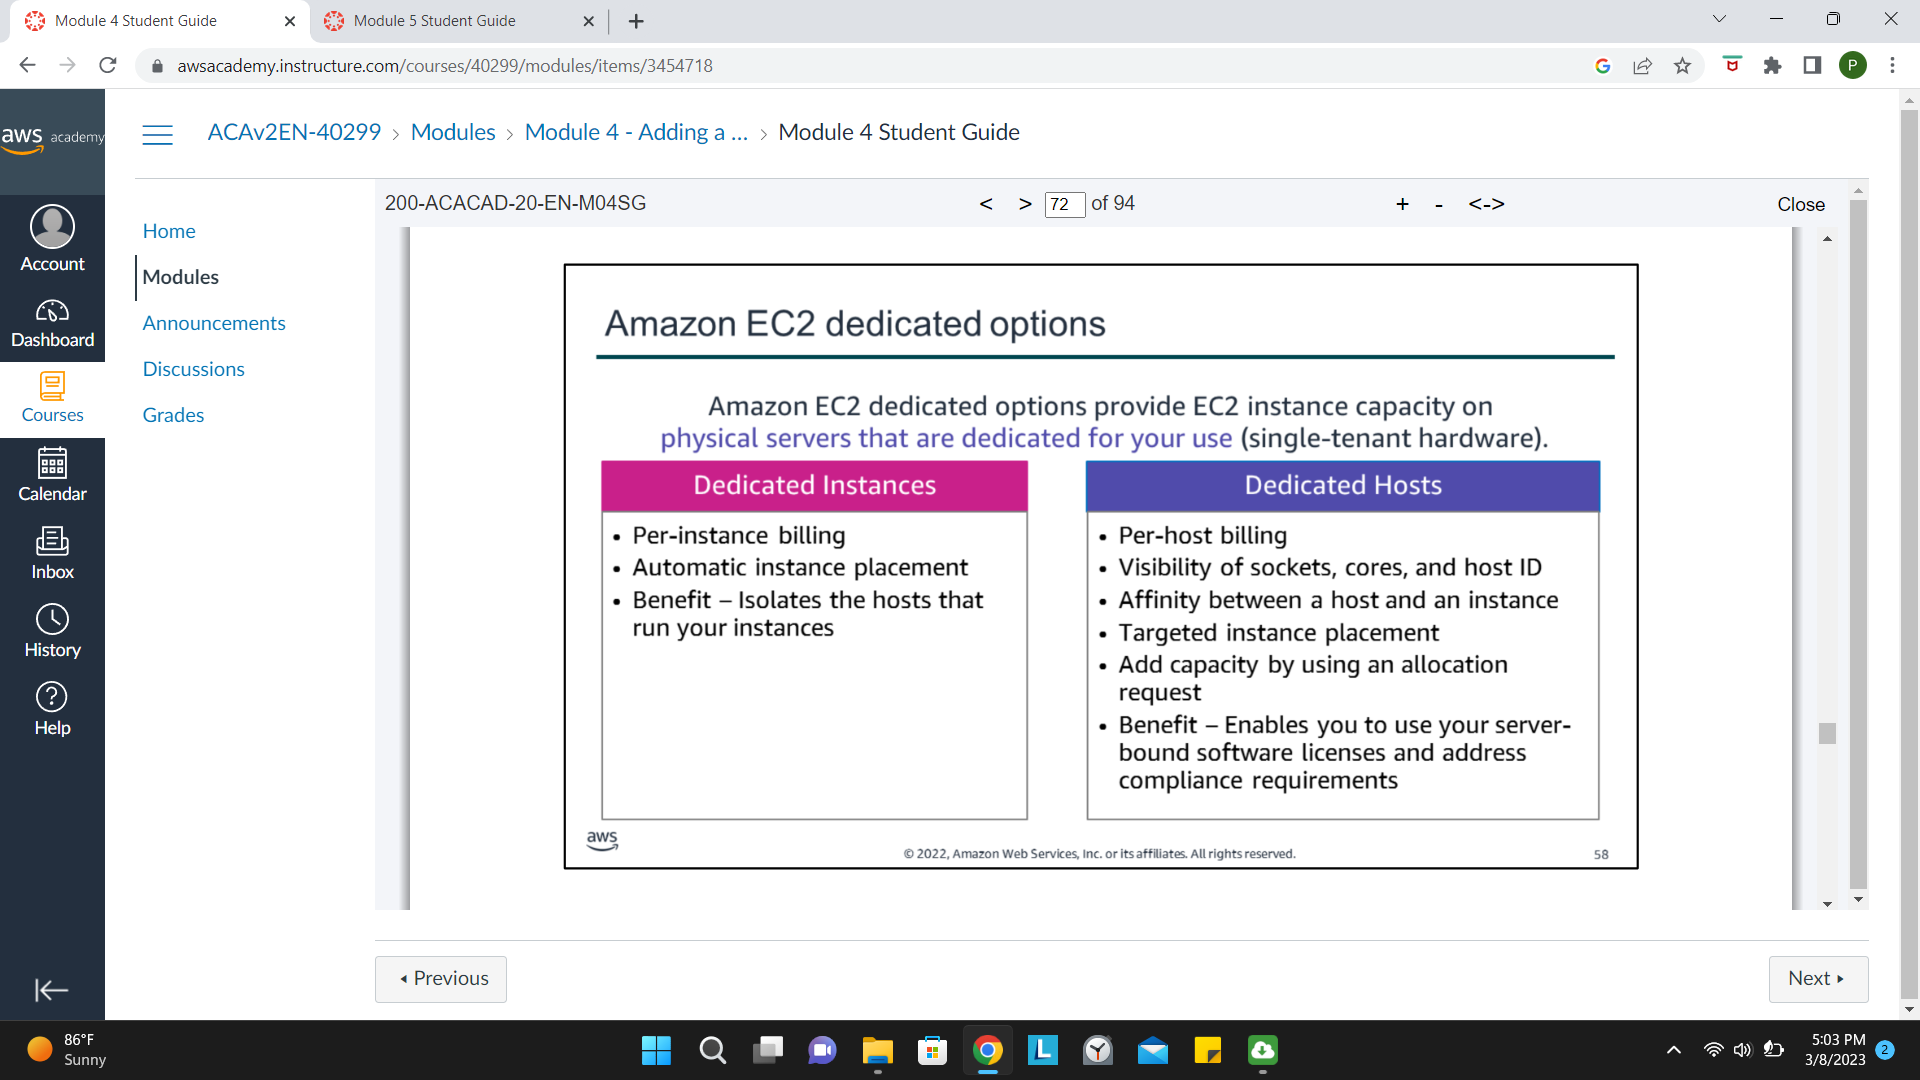 Module 4 Student Guide
Module 5 Student Guide
awsacademy.instructure.com/courses/40299/modules/items/3454718
P
aws academy
ACAv2EN-40299 > Modules > Module 4 - Adding a ... > Module 4 Student Guide
Account
Dashboard
Courses
Calendar
Inbox
History
Help
Home
Modules
Announcements
Discussions
Grades
200-ACACAD-20-EN-M04SG
< > 72 of 94
+ - <->
Close
Amazon EC2 dedicated options
Amazon EC2 dedicated options provide EC2 instance capacity on
physical servers that are dedicated for your use (single-tenant hardware).
Dedicated Instances
• Per-instance billing
• Automatic instance placement
• Benefit – Isolates the hosts that
run your instances
Dedicated Hosts
• Per-host billing
• Visibility of sockets, cores, and host ID
• Affinity between a host and an instance
• Targeted instance placement
• Add capacity by using an allocation
request
• Benefit – Enables you to use your server-
bound software licenses and address
compliance requirements
aws
© 2022, Amazon Web Services, Inc. or its affiliates. All rights reserved.
58
Previous
Next
86°F
Sunny
L
5:03 PM
3/8/2023
2